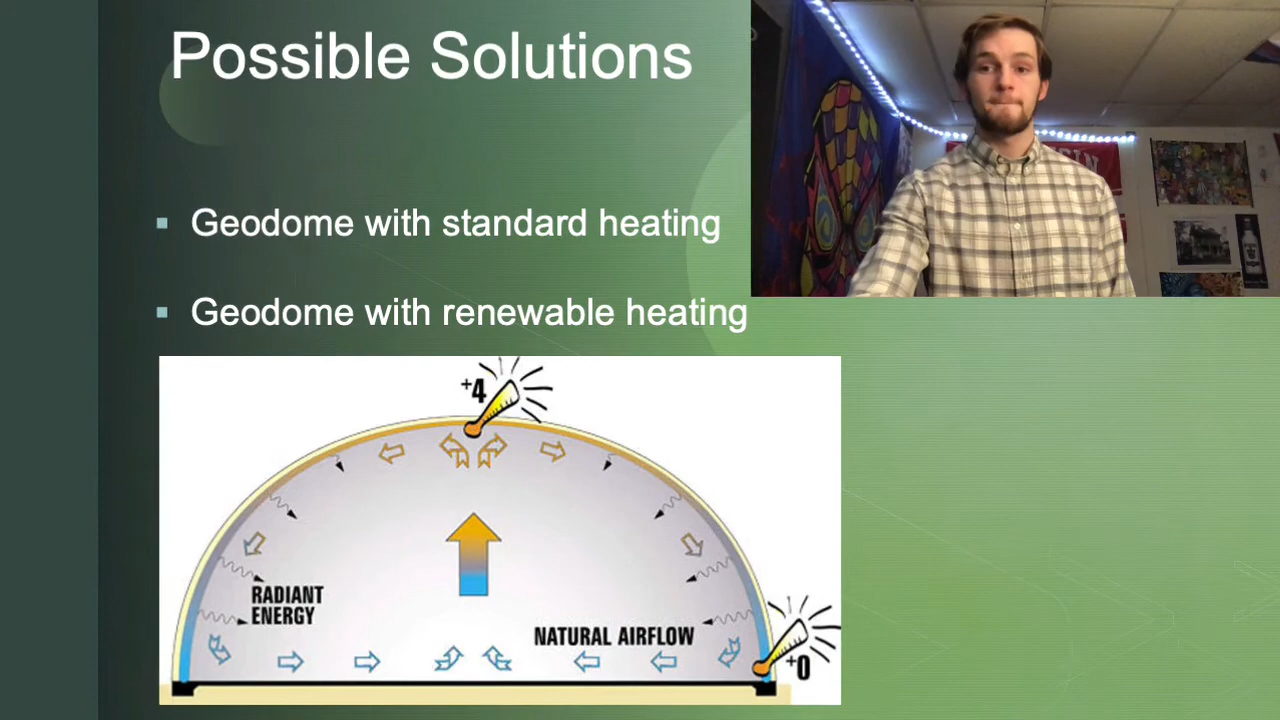 Possible Solutions
Geodome with standard heating
Geodome with renewable heating
+4
RADIANT
ENERGY
NATURAL AIRFLOW
+0